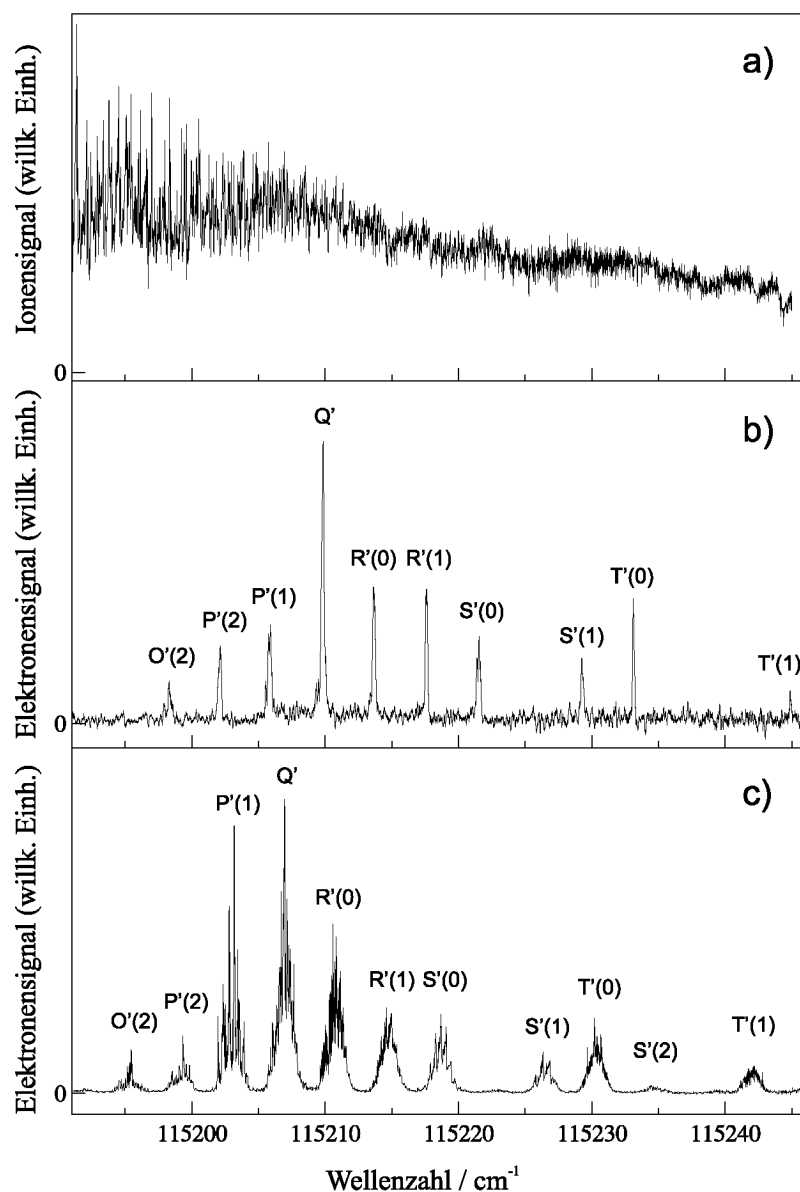 a)
Ionensignal (willk. Einh.)
0
b)
Elektronensignal (willk. Einh.)
Q'
R'(0) R'(1)
T'(0)
P'(1)
S'(0)
P'(2)
S'(1)
O'(2)
T'(1)
0
c)
Elektronensignal (willk. Einh.)
Q'
P'(1)
R'(0)
R'(1) S'(0)
T'(0)
P'(2)
O'(2)
S'(1)
T'(1)
S'(2)
0
115200 115210 115220 115230 115240
Wellenzahl / cm-1